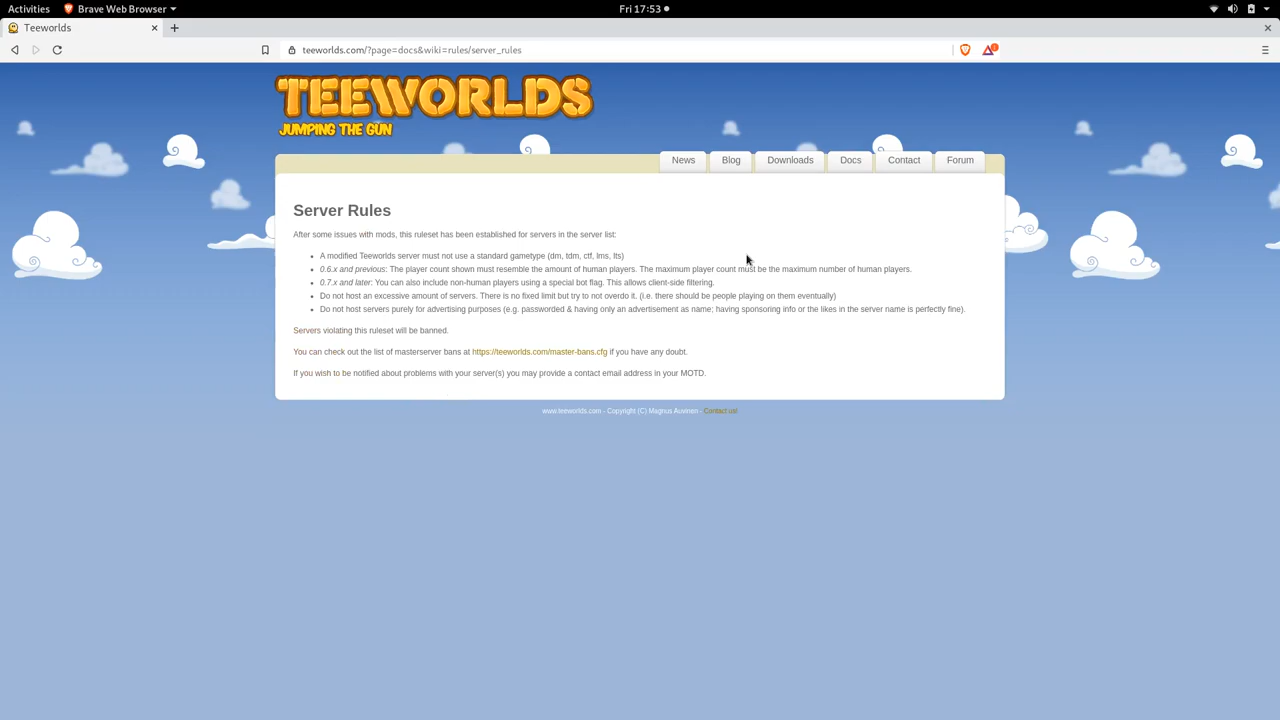 Activities
Brave Web Browser
Fri 17:53
Teeworlds
teeworlds.com/?page=docs&wiki=rules/server_rules
TEEWORLDS
JUMPING THE GUN
News
Blog
Downloads
Docs
Contact
Forum
Server Rules
After some issues with mods, this ruleset has been established for servers in the server list:
A modified Teeworlds server must not use a standard gametype (dm, tdm, ctf, lms, lts)
0.6.x and previous: The player count shown must resemble the amount of human players. The maximum player count must be the maximum number of human players.
0.7.x and later: You can also include non-human players using a special bot flag. This allows client-side filtering.
Do not host an excessive amount of servers. There is no fixed limit but try to not overdo it. (i.e. there should be people playing on them eventually)
Do not host servers purely for advertising purposes (e.g. passworded & having only an advertisement as name; having sponsoring info or the likes in the server name is perfectly fine).
Servers violating this ruleset will be banned.
You can check out the list of masterserver bans at https://teeworlds.com/master-bans.cfg if you have any doubt.
If you wish to be notified about problems with your server(s) you may provide a contact email address in your MOTD.
www.teeworlds.com - Copyright (C) Magnus Auvinen - Contact us!